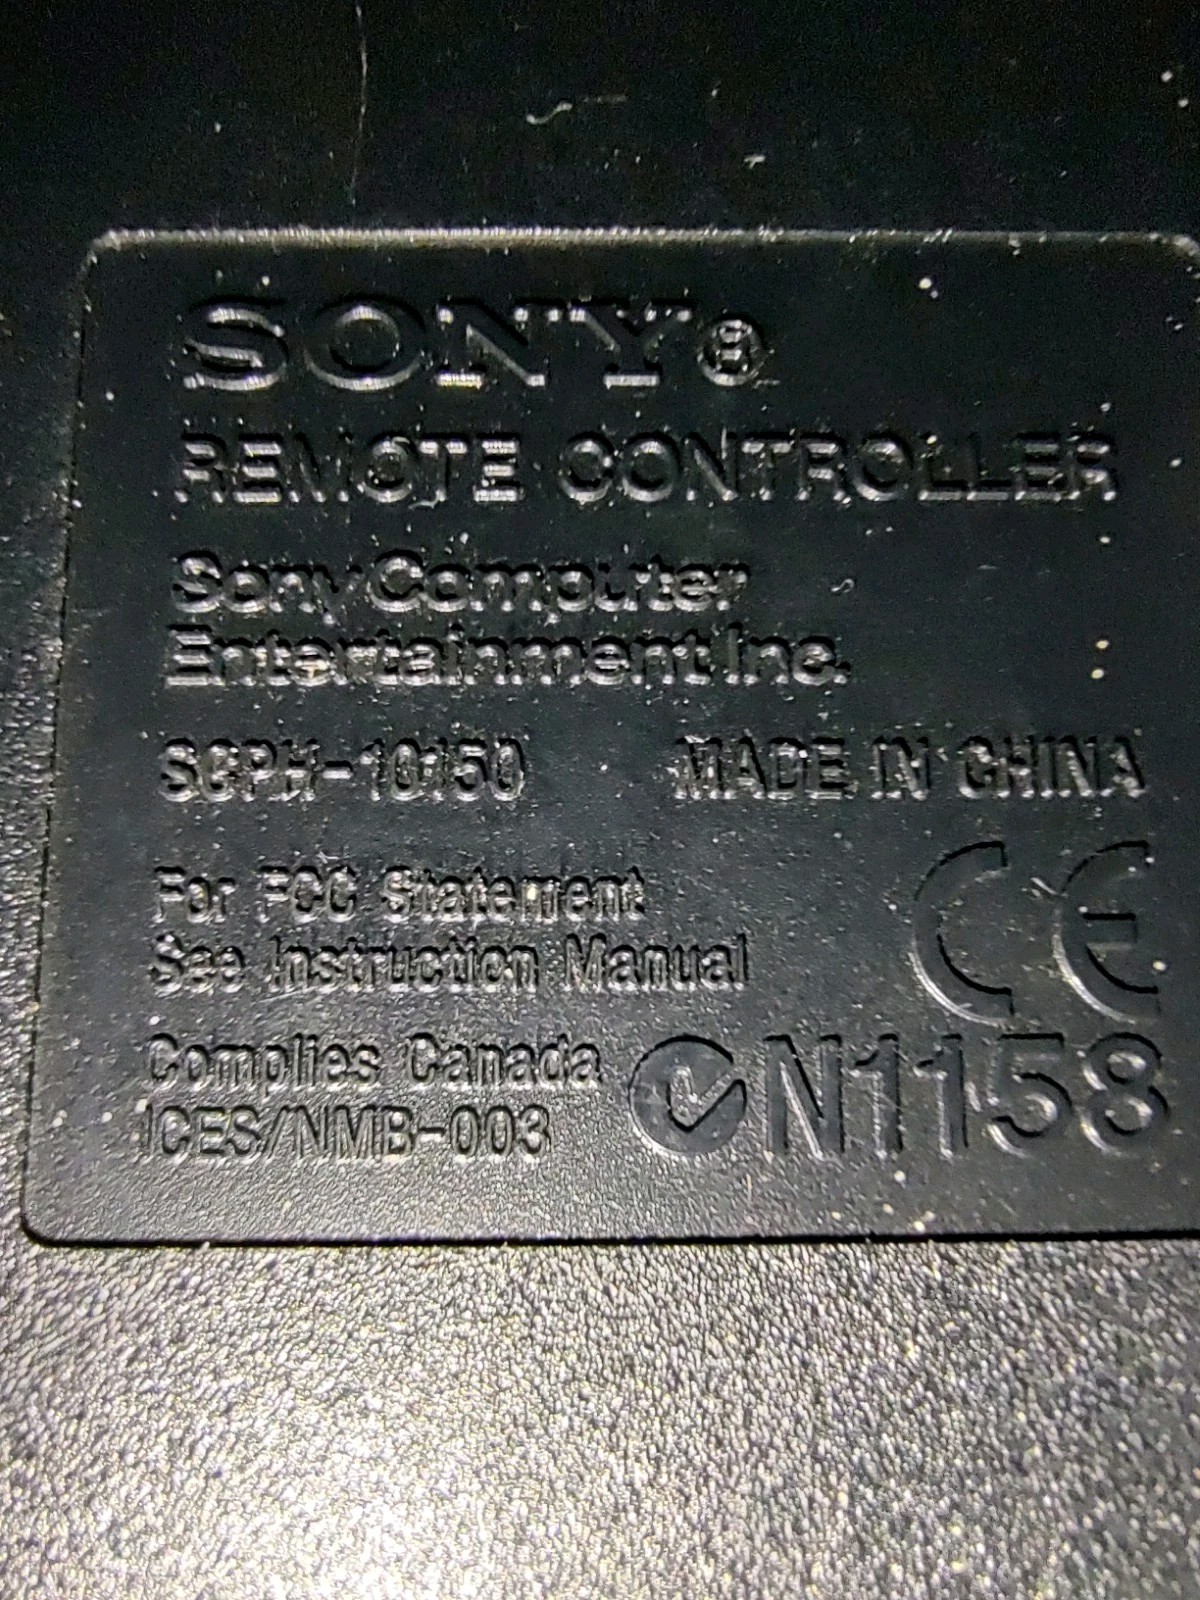 SONY®
REMOTE CONTROLLER
Sony Computer
Entertainment Inc.
SCPH-10150 MADE IN CHINA
For FCC Statement
See Instruction Manual
CE
Complies Canada
ICES/NMB-003
N1158